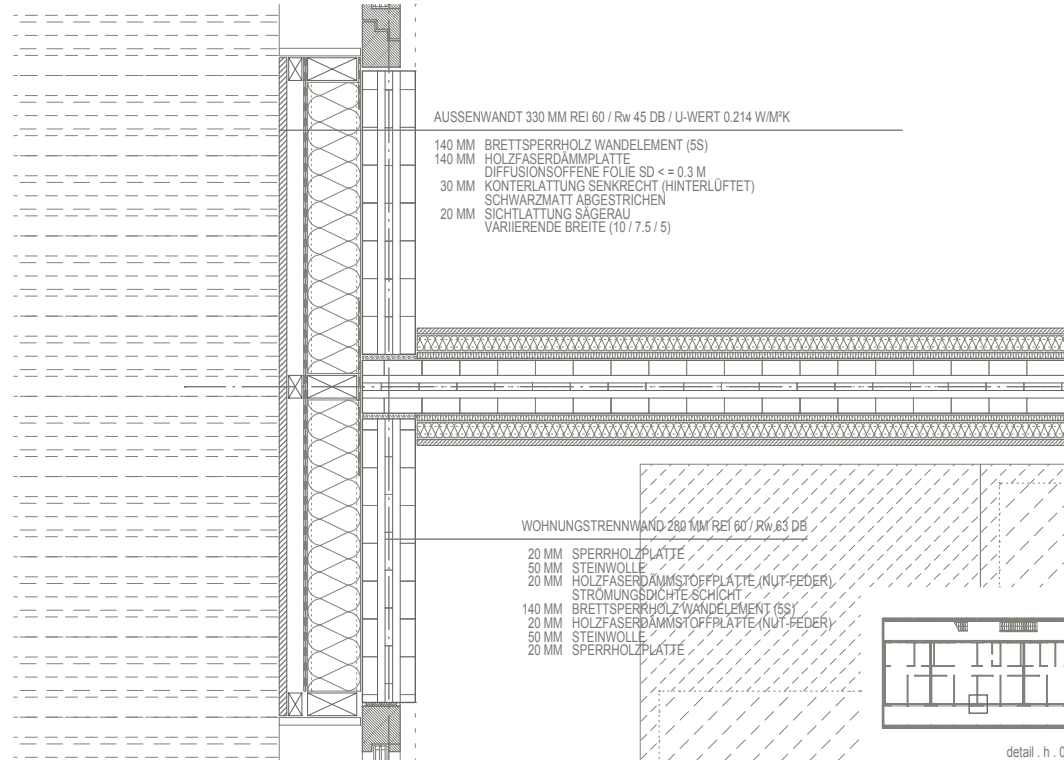 AUSSENWANDT 330 MM REI 60 / Rw 45 DB / U-WERT 0.214 W/M²K
140 MM BRETTSPERRHOLZ WANDELEMENT (5S)
140 MM HOLZFASERDÄMMPLATTE
DIFFUSIONSOFFENE FOLIE SD < = 0.3 M
30 MM KONTERLATTUNG SENKRECHT (HINTERLÜFTET)
SCHWARZMATT ABGESTRICHEN
20 MM SICHTLATTUNG SÄGERAU
VARIIERENDE BREITE (10 / 7.5 / 5)
WOHNUNGSTRENNWAND 280 MM REI 60 / Rw 63 DB
20 MM SPERRHOLZPLATTE
50 MM STEINWOLLE
20 MM HOLZFASERDÄMMSTOFFPLATTE (NUT-FEDER)
STRÖMUNGSDICHTE SCHICHT
140 MM BRETTSPERRHOLZ WANDELEMENT (5S)
20 MM HOLZFASERDÄMMSTOFFPLATTE (NUT-FEDER)
50 MM STEINWOLLE
20 MM SPERRHOLZPLATTE
detail . h . 0